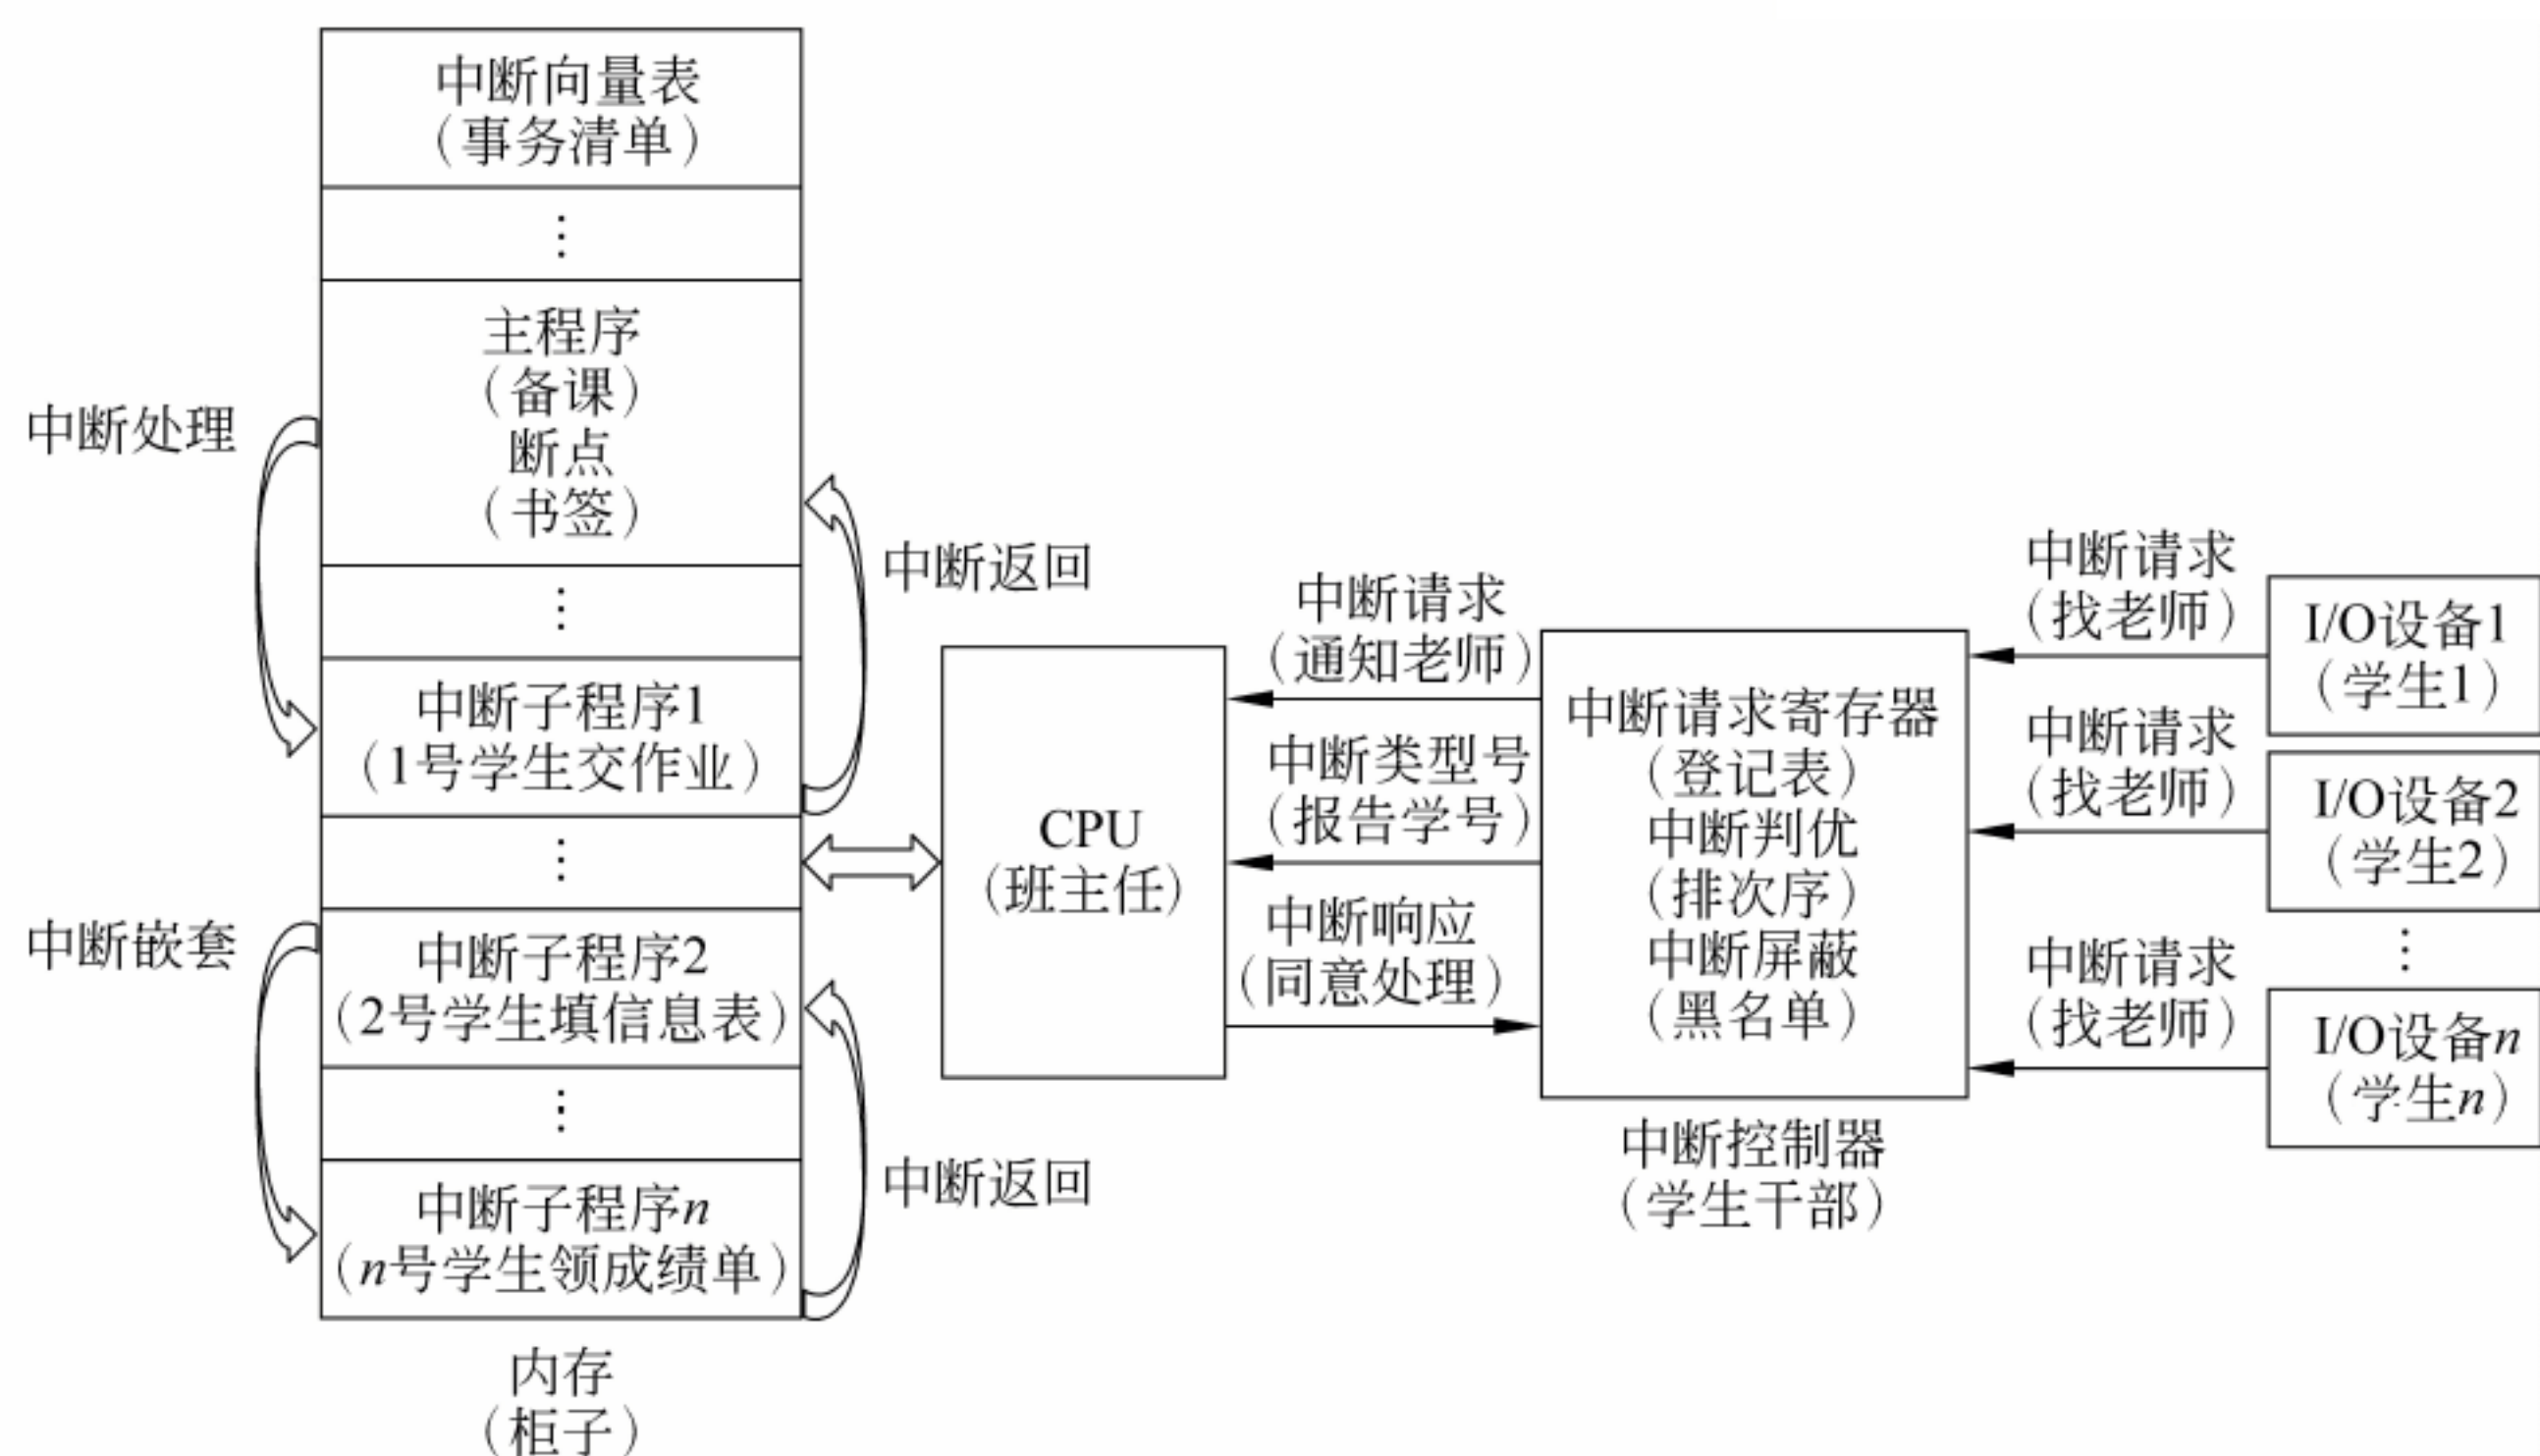 中断向量表
（事务清单）
⋮
主程序
（备课）
断点
（书签）
⋮
中断子程序1
（1号学生交作业）
⋮
中断子程序2
（2号学生填信息表）
⋮
中断子程序n
（n号学生领成绩单）
内存
（柜子）
中断处理
中断嵌套
中断返回
中断返回
CPU
（班主任）
中断请求
（通知老师）
中断类型号
（报告学号）
中断响应
（同意处理）
中断请求寄存器
（登记表）
中断判优
（排次序）
中断屏蔽
（黑名单）
中断控制器
（学生干部）
中断请求
（找老师）
中断请求
（找老师）
中断请求
（找老师）
I/O设备1
（学生1）
I/O设备2
（学生2）
⋮
I/O设备n
（学生n）